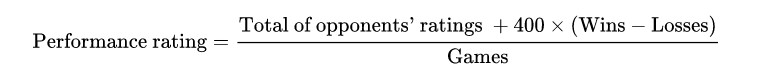 Performance rating = Total of opponents’ ratings + 400 × (Wins − Losses)
Games